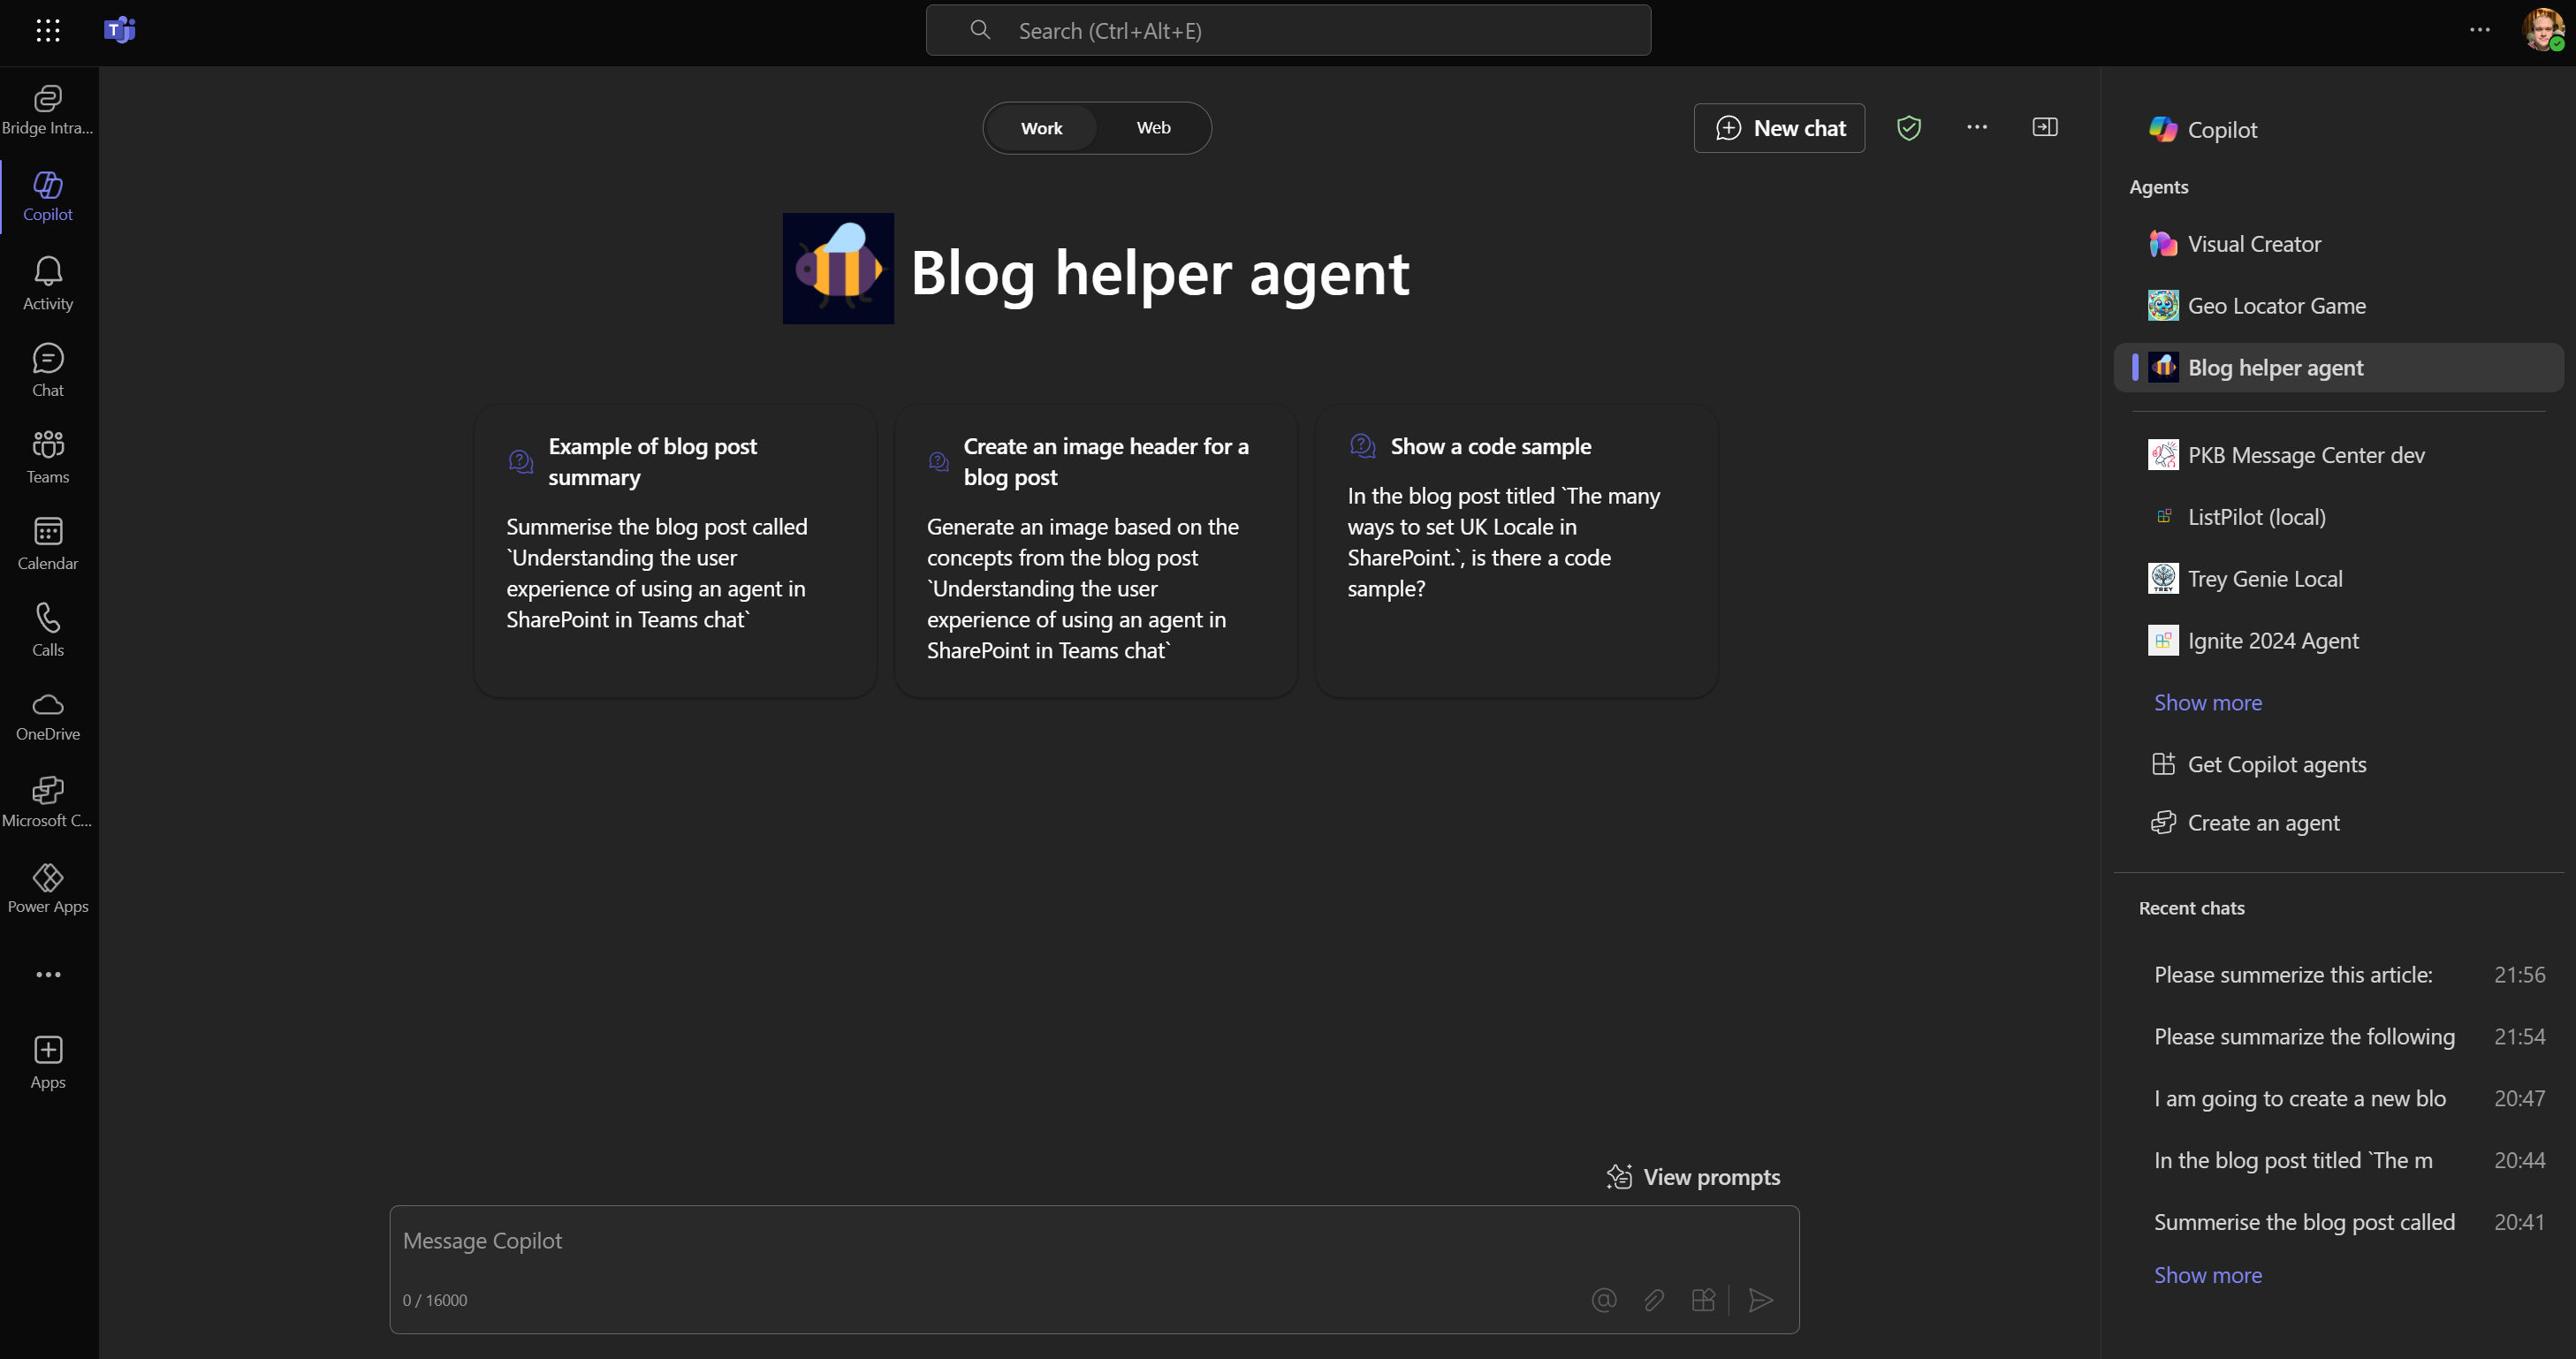 T
Search (Ctrl+Alt+E)
Bridge Intra...
Copilot
Activity
Chat
Teams
Calendar
Calls
OneDrive
Microsoft C...
Power Apps
Apps
Work
Web
New chat
Blog helper agent
Example of blog post
summary
Summerise the blog post called
`Understanding the user
experience of using an agent in
SharePoint in Teams chat`
Create an image header for a
blog post
Generate an image based on the
concepts from the blog post
`Understanding the user
experience of using an agent in
SharePoint in Teams chat`
Show a code sample
In the blog post titled `The many
ways to set UK Locale in
SharePoint.`, is there a code
sample?
View prompts
Message Copilot
0 / 16000
Copilot
Agents
Visual Creator
Geo Locator Game
Blog helper agent
PKB Message Center dev
ListPilot (local)
TREY
Trey Genie Local
Ignite 2024 Agent
Show more
Get Copilot agents
Create an agent
Recent chats
Please summerize this article: 21:56
Please summarize the following 21:54
I am going to create a new blo 20:47
In the blog post titled `The m 20:44
Summerise the blog post called 20:41
Show more